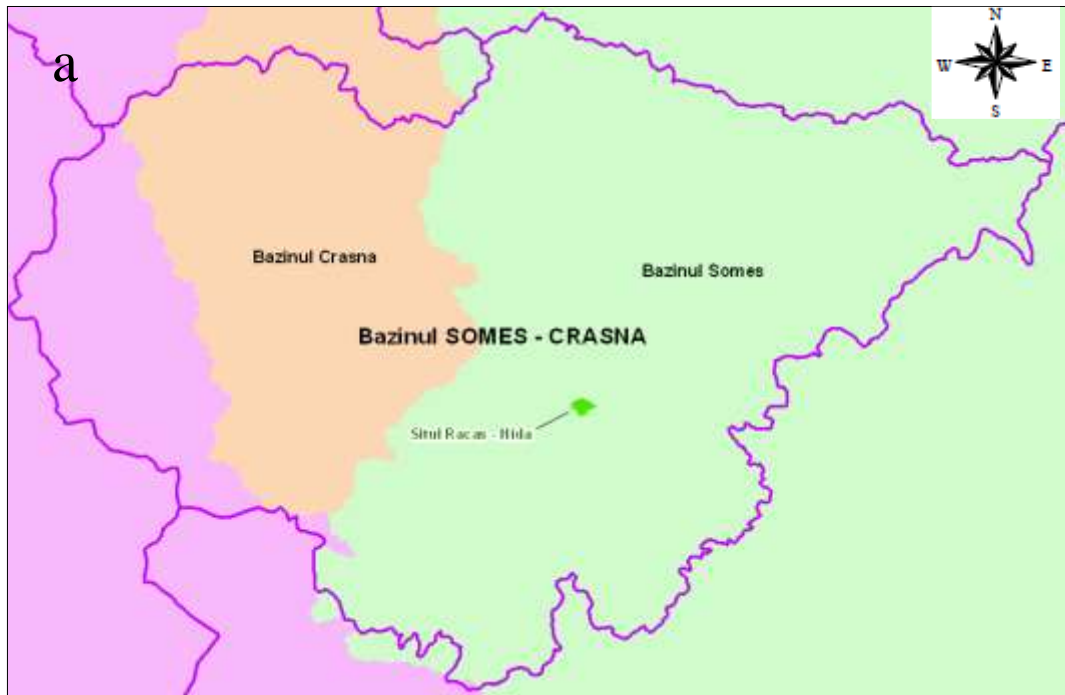 a
N
W E
S
Bazinul Crasna
Bazinul Somes
Bazinul SOMES - CRASNA
Situl Racas - Hida